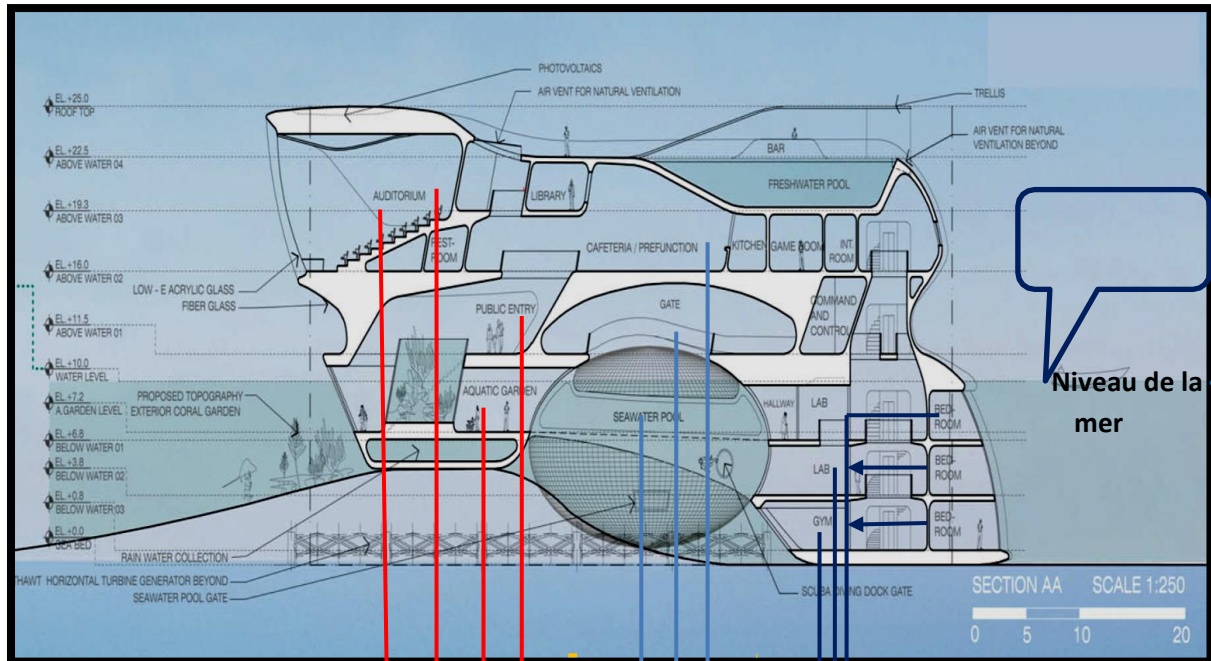 PHOTOVOLTAICS
AIR VENT FOR NATURAL VENTILATION
TRELLIS
EL.+25.0
ROOF TOP
AIR VENT FOR NATURAL
VENTILATION BEYOND
BAR
EL.+22.5
ABOVE WATER 04
FRESHWATER POOL
AUDITORIUM
LIBRARY
EL.+19.3
ABOVE WATER 03
REST-
ROOM
CAFETERIA / PREFUNCTION
KITCHEN
GAME ROOM
INT.
ROOM
EL.+16.0
ABOVE WATER 02
LOW - E ACRYLIC GLASS
FIBER GLASS
PUBLIC ENTRY
GATE
COMMAND
AND
CONTROL
EL.+11.5
ABOVE WATER 01
EL.+10.0
WATER LEVEL
Niveau de la
mer
PROPOSED TOPOGRAPHY
EXTERIOR CORAL GARDEN
AQUATIC GARDEN
SEAWATER POOL
HALLWAY
LAB
BED-
ROOM
EL.+7.2
A.GARDEN LEVEL
EL.+6.8
BELOW WATER 01
EL.+3.8
BELOW WATER 02
LAB
BED-
ROOM
EL.+0.8
BELOW WATER 03
GYM
BED-
ROOM
EL.+0.0
SEA BED
RAIN WATER COLLECTION
THAWT HORIZONTAL TURBINE GENERATOR BEYOND
SEAWATER POOL GATE
SCUBA DIVING DOCK GATE
SECTION AA SCALE 1:250
0 5 10 20